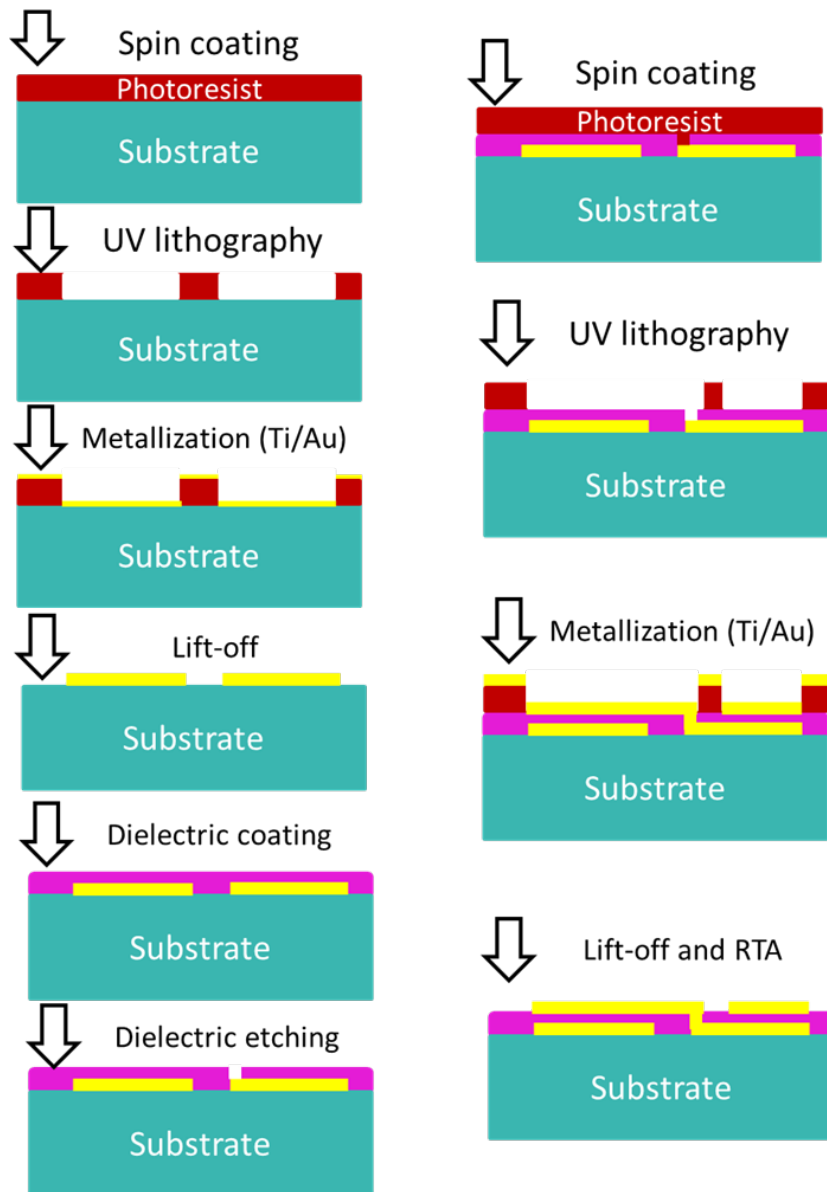 Spin coating
Photoresist
Substrate
UV lithography
Substrate
Metallization (Ti/Au)
Substrate
Lift-off
Substrate
Dielectric coating
Substrate
Dielectric etching
Substrate
Spin coating
Photoresist
Substrate
UV lithography
Substrate
Metallization (Ti/Au)
Substrate
Lift-off and RTA
Substrate